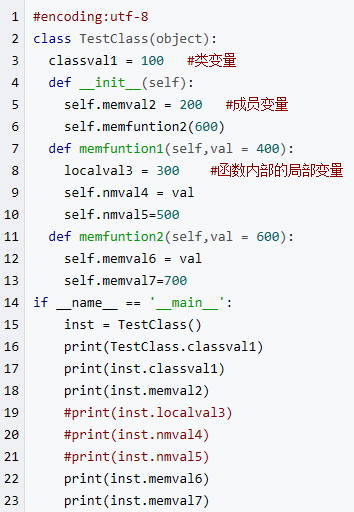 1 #encoding:utf-8
2 class TestClass(object):
3   classval1 = 100   #类变量
4   def __init__(self):
5     self.memval2 = 200   #成员变量
6     self.memfuntion2(600)
7   def memfuntion1(self,val = 400):
8     localval3 = 300    #函数内部的局部变量
9     self.nmval4 = val
10     self.nmval5=500
11   def memfuntion2(self,val = 600):
12     self.memval6 = val
13     self.memval7=700
14 if __name__ == '__main__':
15     inst = TestClass()
16     print(TestClass.classval1)
17     print(inst.classval1)
18     print(inst.memval2)
19     #print(inst.localval3)
20     #print(inst.nmval4)
21     #print(inst.nmval5)
22     print(inst.memval6)
23     print(inst.memval7)